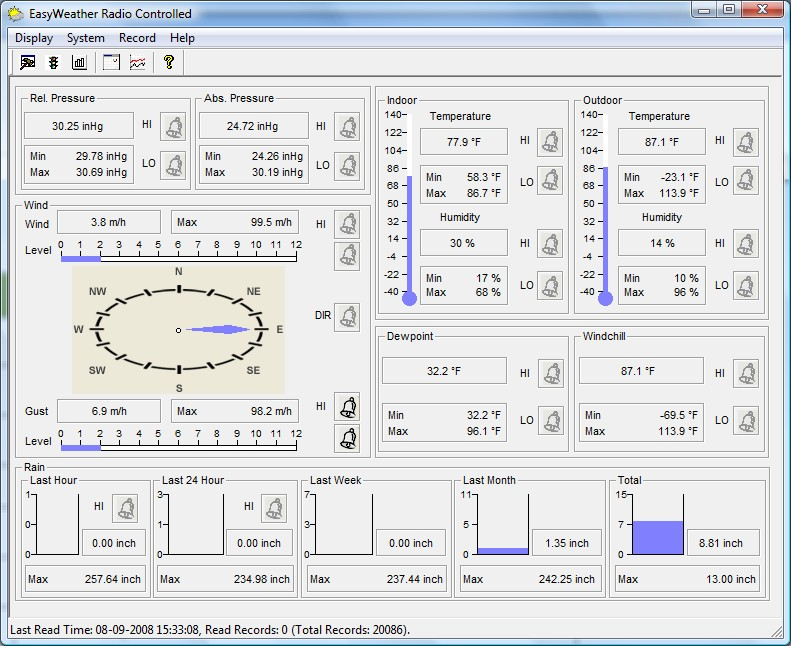 EasyWeather Radio Controlled
Display System Record Help
Rel. Pressure
30.25 inHg
HI
Min 29.78 inHg
Max 30.69 inHg
LO
Abs. Pressure
24.72 inHg
HI
Min 24.26 inHg
Max 30.19 inHg
LO
Wind
Wind 3.8 m/h Max 99.5 m/h HI
Level 0 1 2 3 4 5 6 7 8 9 10 11 12
N
NW NE
W E
SW SE
S
DIR
Gust 6.9 m/h Max 98.2 m/h HI
Level 0 1 2 3 4 5 6 7 8 9 10 11 12
Indoor
140
122
104
86
68
50
32
14
-4
-22
-40
Temperature
77.9 °F HI
Min 58.3 °F
Max 86.7 °F
LO
Humidity
30 % HI
Min 17 %
Max 68 %
LO
Outdoor
140
122
104
86
68
50
32
14
-4
-22
-40
Temperature
87.1 °F HI
Min -23.1 °F
Max 113.9 °F
LO
Humidity
14 % HI
Min 10 %
Max 96 %
LO
Dewpoint
32.2 °F HI
Min 32.2 °F
Max 96.1 °F
LO
Windchill
87.1 °F HI
Min -69.5 °F
Max 113.9 °F
LO
Rain
Last Hour
1
0
0
HI
0.00 inch
Max 257.64 inch
Last 24 Hour
3
1
0
HI
0.00 inch
Max 234.98 inch
Last Week
7
3
0
0.00 inch
Max 237.44 inch
Last Month
11
5
0
1.35 inch
Max 242.25 inch
Total
15
7
0
8.81 inch
Max 13.00 inch
Last Read Time: 08-09-2008 15:33:08, Read Records: 0 (Total Records: 20086).